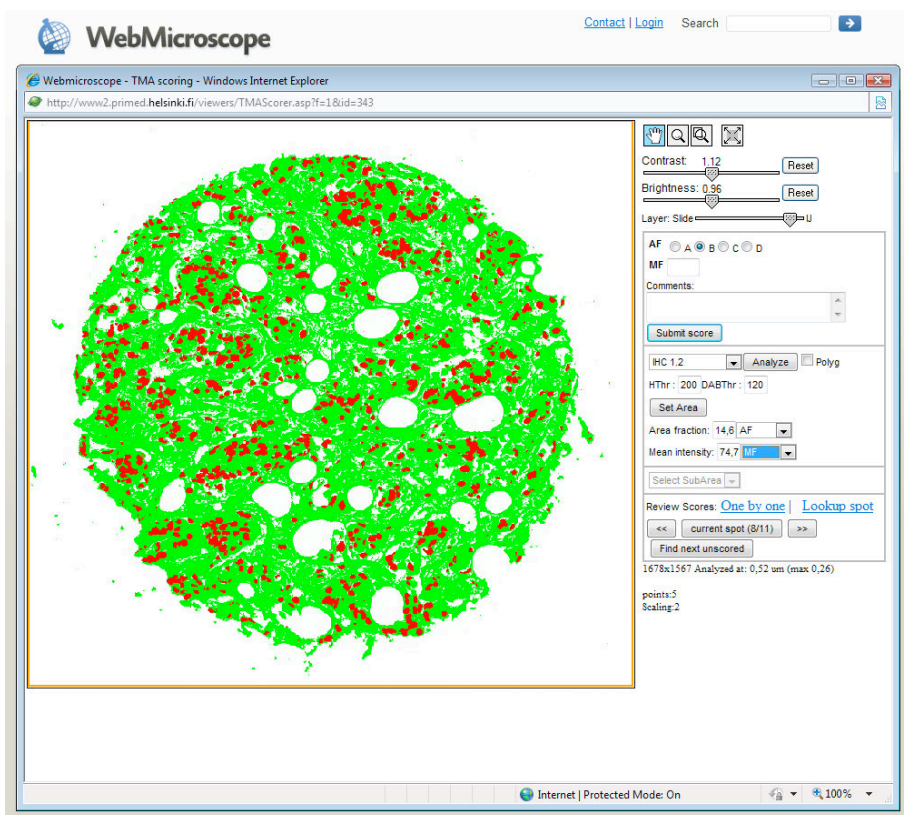 WebMicroscope
Contact | Login Search
Webmicroscope - TMA scoring - Windows Internet Explorer
http://www2.primed.helsinki.fi/viewers/TMAScorer.asp?f=1&id=343
Contrast: 1.12 Reset
Brightness: 0.96 Reset
Layer: Slide U
AF A B C D
MF
Comments:
Submit score
IHC 1.2 Analyze Polyg
HThr : 200 DABThr : 120
Set Area
Area fraction: 14,6 AF
Mean intensity: 74,7 MF
Select SubArea
Review Scores: One by one | Lookup spot
<< current spot (8/11) >>
Find next unscored
1678x1567 Analyzed at: 0,52 um (max 0,26)
points:5
Scaling:2
Internet | Protected Mode: On 100%